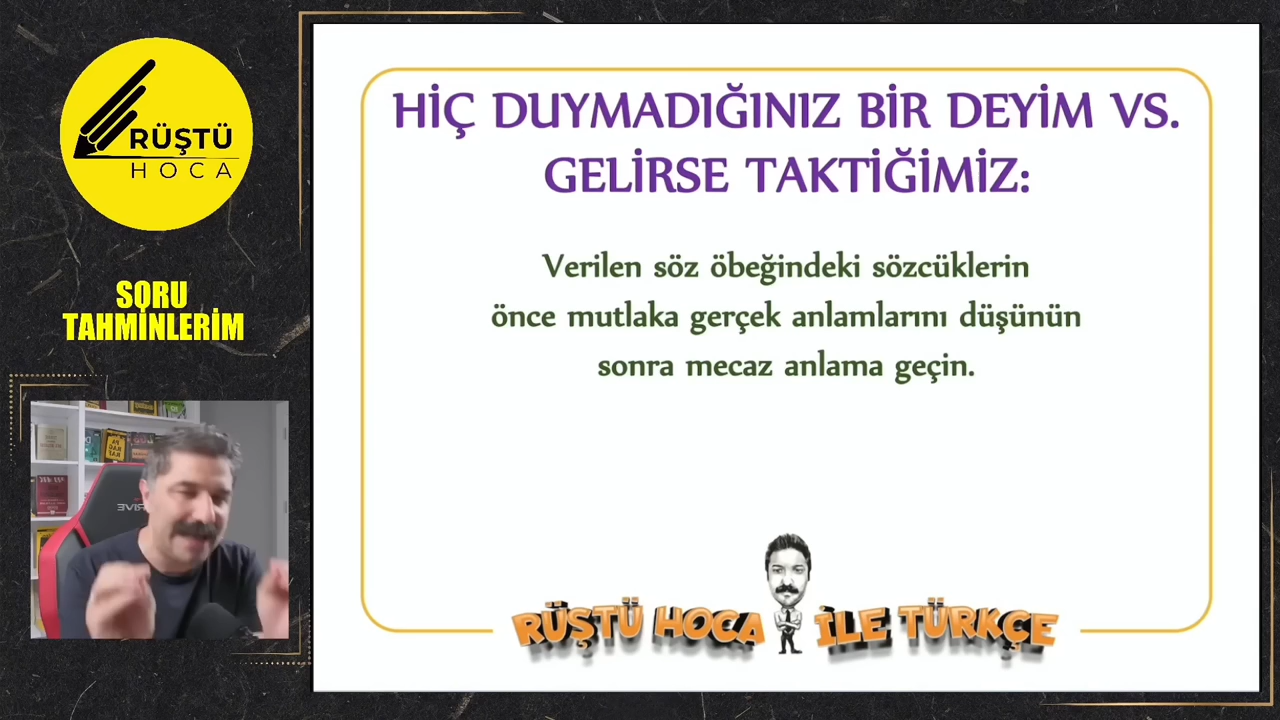 RÜŞTÜ
HOCA
SORU
TAHMİNLERİM
HİÇ DUYMADIĞINIZ BİR DEYİM VS.
GELİRSE TAKTİĞİMİZ:
Verilen söz öbeğindeki sözcüklerin
önce mutlaka gerçek anlamlarını düşünün
sonra mecaz anlama geçin.
RÜŞTÜ HOCA İLE TÜRKÇE